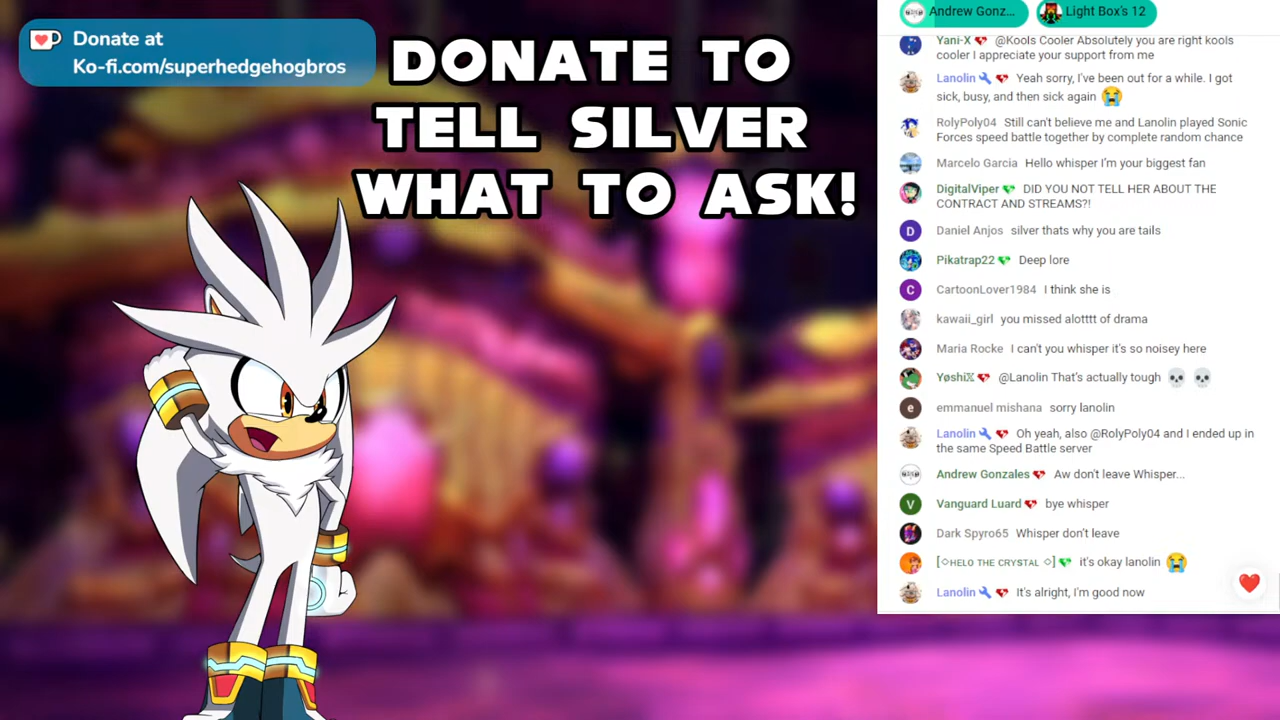 Donate at
Ko-fi.com/superhedgehogbros
DONATE TO
TELL SILVER
WHAT TO ASK!
Andrew Gonz...
Light Box's 12
Yani-X @Kools Cooler Absolutely you are right kools
cooler I appreciate your support from me
Lanolin Yeah sorry, I've been out for a while. I got
sick, busy, and then sick again 😭
RolyPoly04 Still can't believe me and Lanolin played Sonic
Forces speed battle together by complete random chance
Marcelo Garcia Hello whisper I'm your biggest fan
DigitalViper DID YOU NOT TELL HER ABOUT THE
CONTRACT AND STREAMS?!
D
Daniel Anjos silver thats why you are tails
Pikatrap22 Deep lore
C
CartoonLover1984 I think she is
kawaii_girl you missed alotttt of drama
Maria Rocke I can't you whisper it's so noisey here
YøshiX @Lanolin That's actually tough 💀 💀
e
emmanuel mishana sorry lanolin
Lanolin Oh yeah, also @RolyPoly04 and I ended up in
the same Speed Battle server
Andrew Gonzales Aw don't leave Whisper...
V
Vanguard Luard bye whisper
Dark Spyro65 Whisper don't leave
[◇HELO THE CRYSTAL ◇] it's okay lanolin 😭
Lanolin It's alright, I'm good now